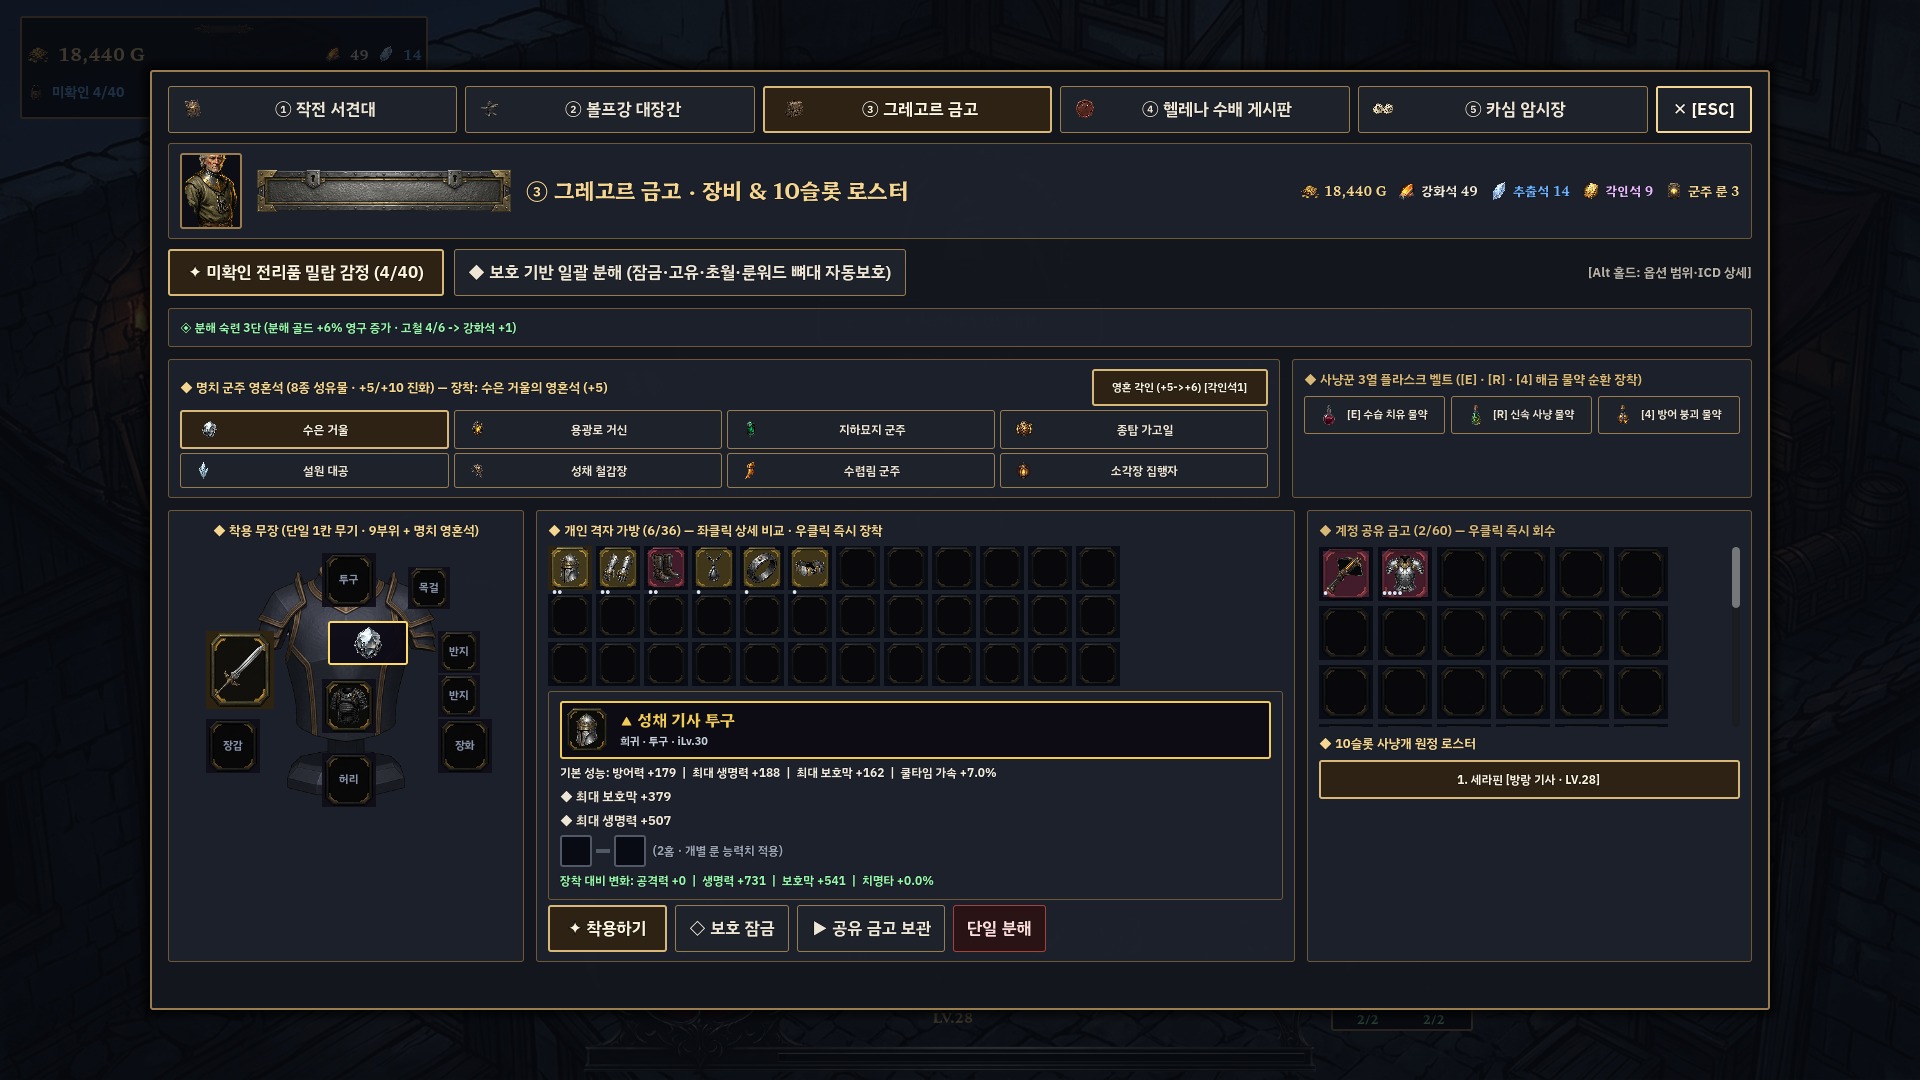 18,440 G 49 14
미확인 4/40
① 작전 서견대
② 볼프강 대장간
③ 그레고르 금고
④ 헬레나 수배 게시판
⑤ 카심 암시장
✕ [ESC]
③ 그레고르 금고 · 장비 & 10슬롯 로스터
18,440 G 강화석 49 추출석 14 각인석 9 군주 룬 3
✦ 미확인 전리품 밀랍 감정 (4/40)
◆ 보호 기반 일괄 분해 (잠금·고유·초월·룬워드 뼈대 자동보호)
[Alt 홀드: 옵션 범위·ICD 상세]
◈ 분해 숙련 3단 (분해 골드 +6% 영구 증가 · 고철 4/6 -> 강화석 +1)
◆ 명치 군주 영혼석 (8종 성유물 · +5/+10 진화) — 장착: 수은 거울의 영혼석 (+5)
영혼 각인 (+5->+6) [각인석1]
수은 거울
용광로 거신
지하묘지 군주
종탑 가고일
설원 대공
성채 철갑장
수렵림 군주
소각장 집행자
◆ 사냥꾼 3열 플라스크 벨트 ([E] · [R] · [4] 해금 물약 순환 장착)
[E] 수습 치유 물약
[R] 신속 사냥 물약
[4] 방어 붕괴 물약
◆ 착용 무장 (단일 1칸 무기 · 9부위 + 명치 영혼석)
투구
목걸
반지
반지
장갑
장화
허리
◆ 개인 격자 가방 (6/36) — 좌클릭 상세 비교 · 우클릭 즉시 장착
▲ 성채 기사 투구
희귀 · 투구 · iLv.30
기본 성능: 방어력 +179 | 최대 생명력 +188 | 최대 보호막 +162 | 쿨타임 가속 +7.0%
◆ 최대 보호막 +379
◆ 최대 생명력 +507
(2홈 · 개별 룬 능력치 적용)
장착 대비 변화: 공격력 +0 | 생명력 +731 | 보호막 +541 | 치명타 +0.0%
✦ 착용하기
◇ 보호 잠금
▶ 공유 금고 보관
단일 분해
◆ 계정 공유 금고 (2/60) — 우클릭 즉시 회수
◆ 10슬롯 사냥개 원정 로스터
1. 세라핀 [방랑 기사 · LV.28]
LV.28
2/2 2/2